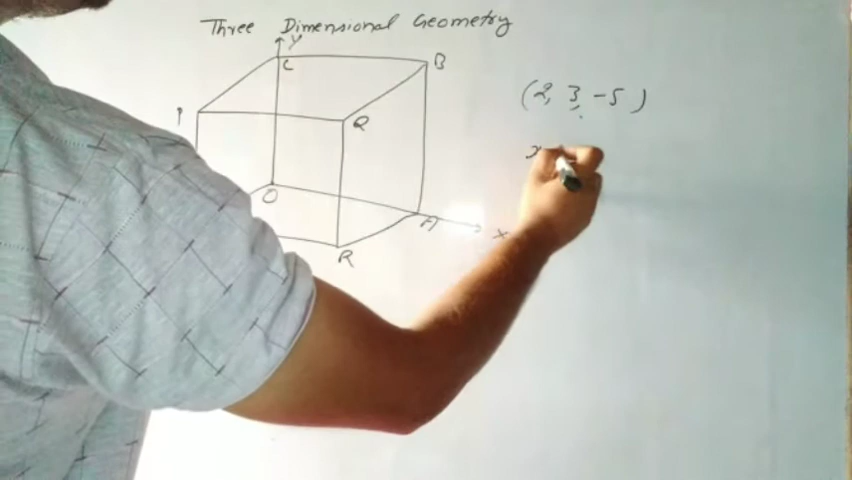 Three Dimensional Geometry
Y
C
B
P
Q
(2, 3, -5)
x
O
A
X
R